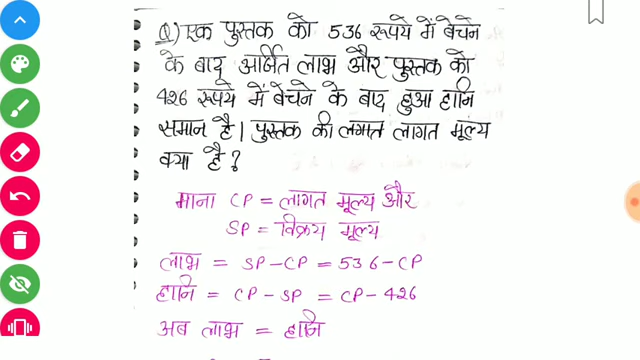 Q) एक पुस्तक को 536 रूपये में बेचने
के बाद अर्जित लाभ और पुस्तक को
426 रूपये में बेचने के बाद हुआ हानि
समान है। पुस्तक की लगात लागत मूल्य
क्या है?
माना CP = लागत मूल्य और
SP = विक्रय मूल्य
लाभ = SP - CP = 536 - CP
हानि = CP - SP = CP - 426
अब लाभ = हानि